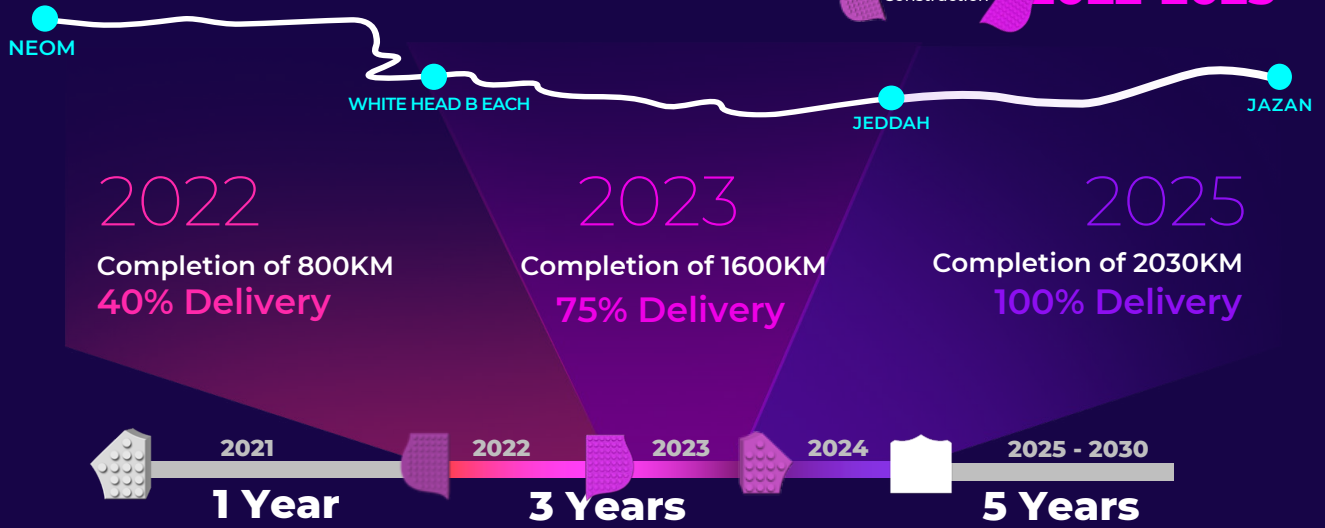 NEOM
WHITE HEAD B EACH
JEDDAH
JAZAN
2022
Completion of 800KM
40% Delivery
2023
Completion of 1600KM
75% Delivery
2025
Completion of 2030KM
100% Delivery
2021
2022
2023
2024
2025 - 2030
1 Year
3 Years
5 Years